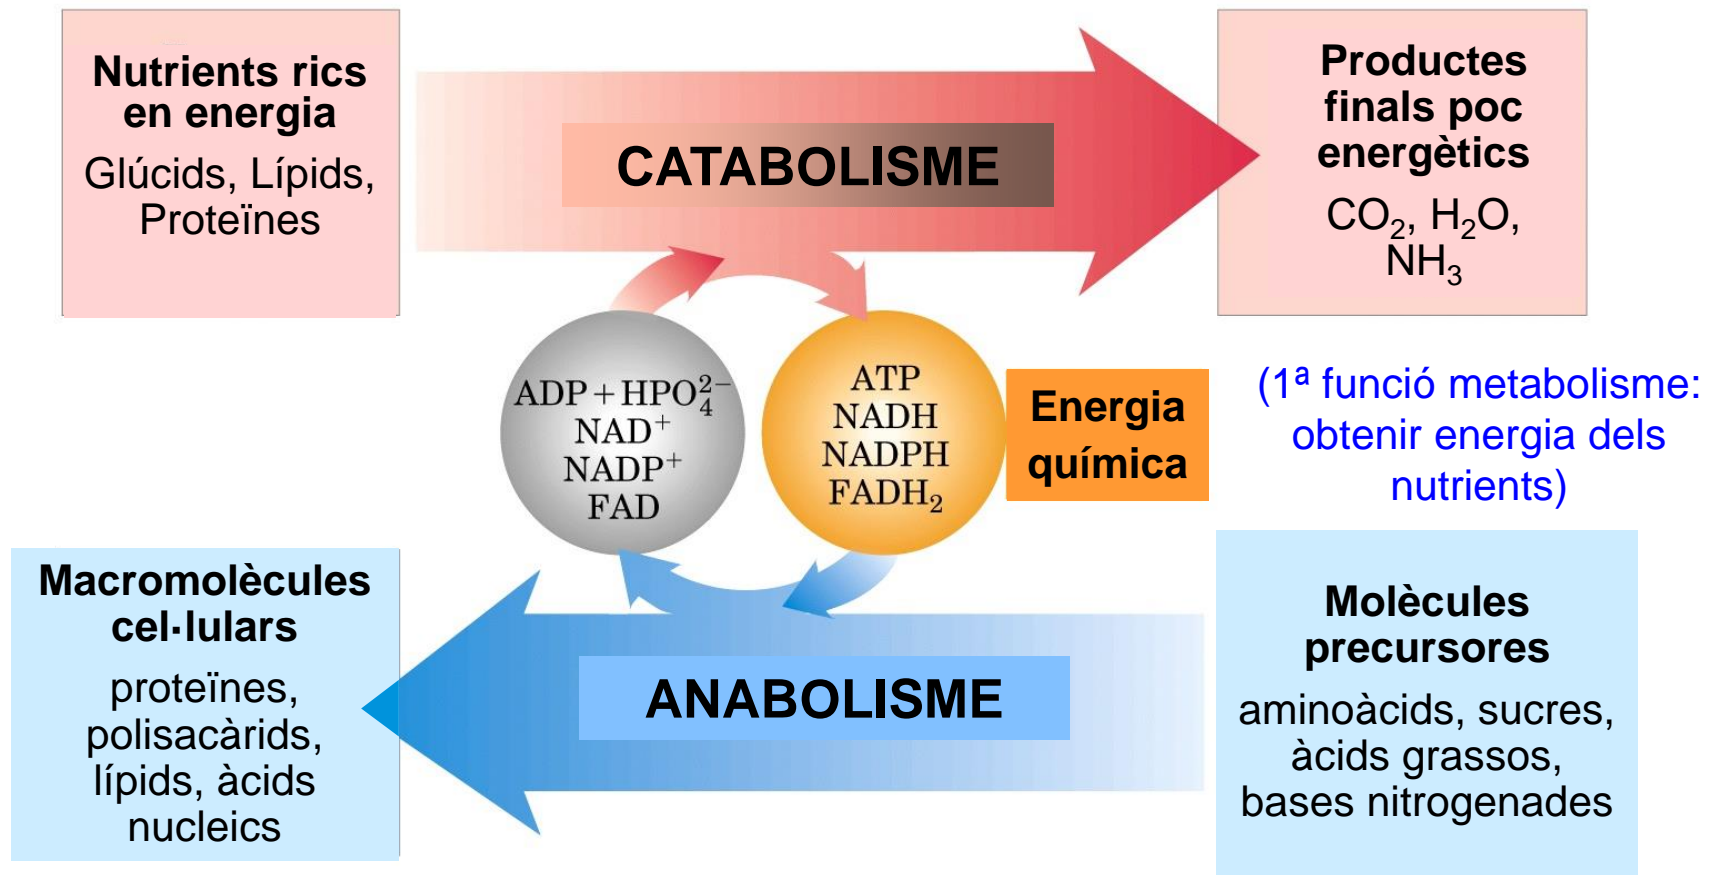 Nutrients rics
en energia
Glúcids, Lípids,
Proteïnes
CATABOLISME
Productes
finals poc
energètics
CO₂, H₂O,
NH₃
ADP + HPO₄²⁻
NAD⁺
NADP⁺
FAD
ATP
NADH
NADPH
FADH₂
Energia
química
(1ª funció metabolisme:
obtenir energia dels
nutrients)
Macromolècules
cel·lulars
proteïnes,
polisacàrids,
lípids, àcids
nucleics
ANABOLISME
Molècules
precursores
aminoàcids, sucres,
àcids grassos,
bases nitrogenades